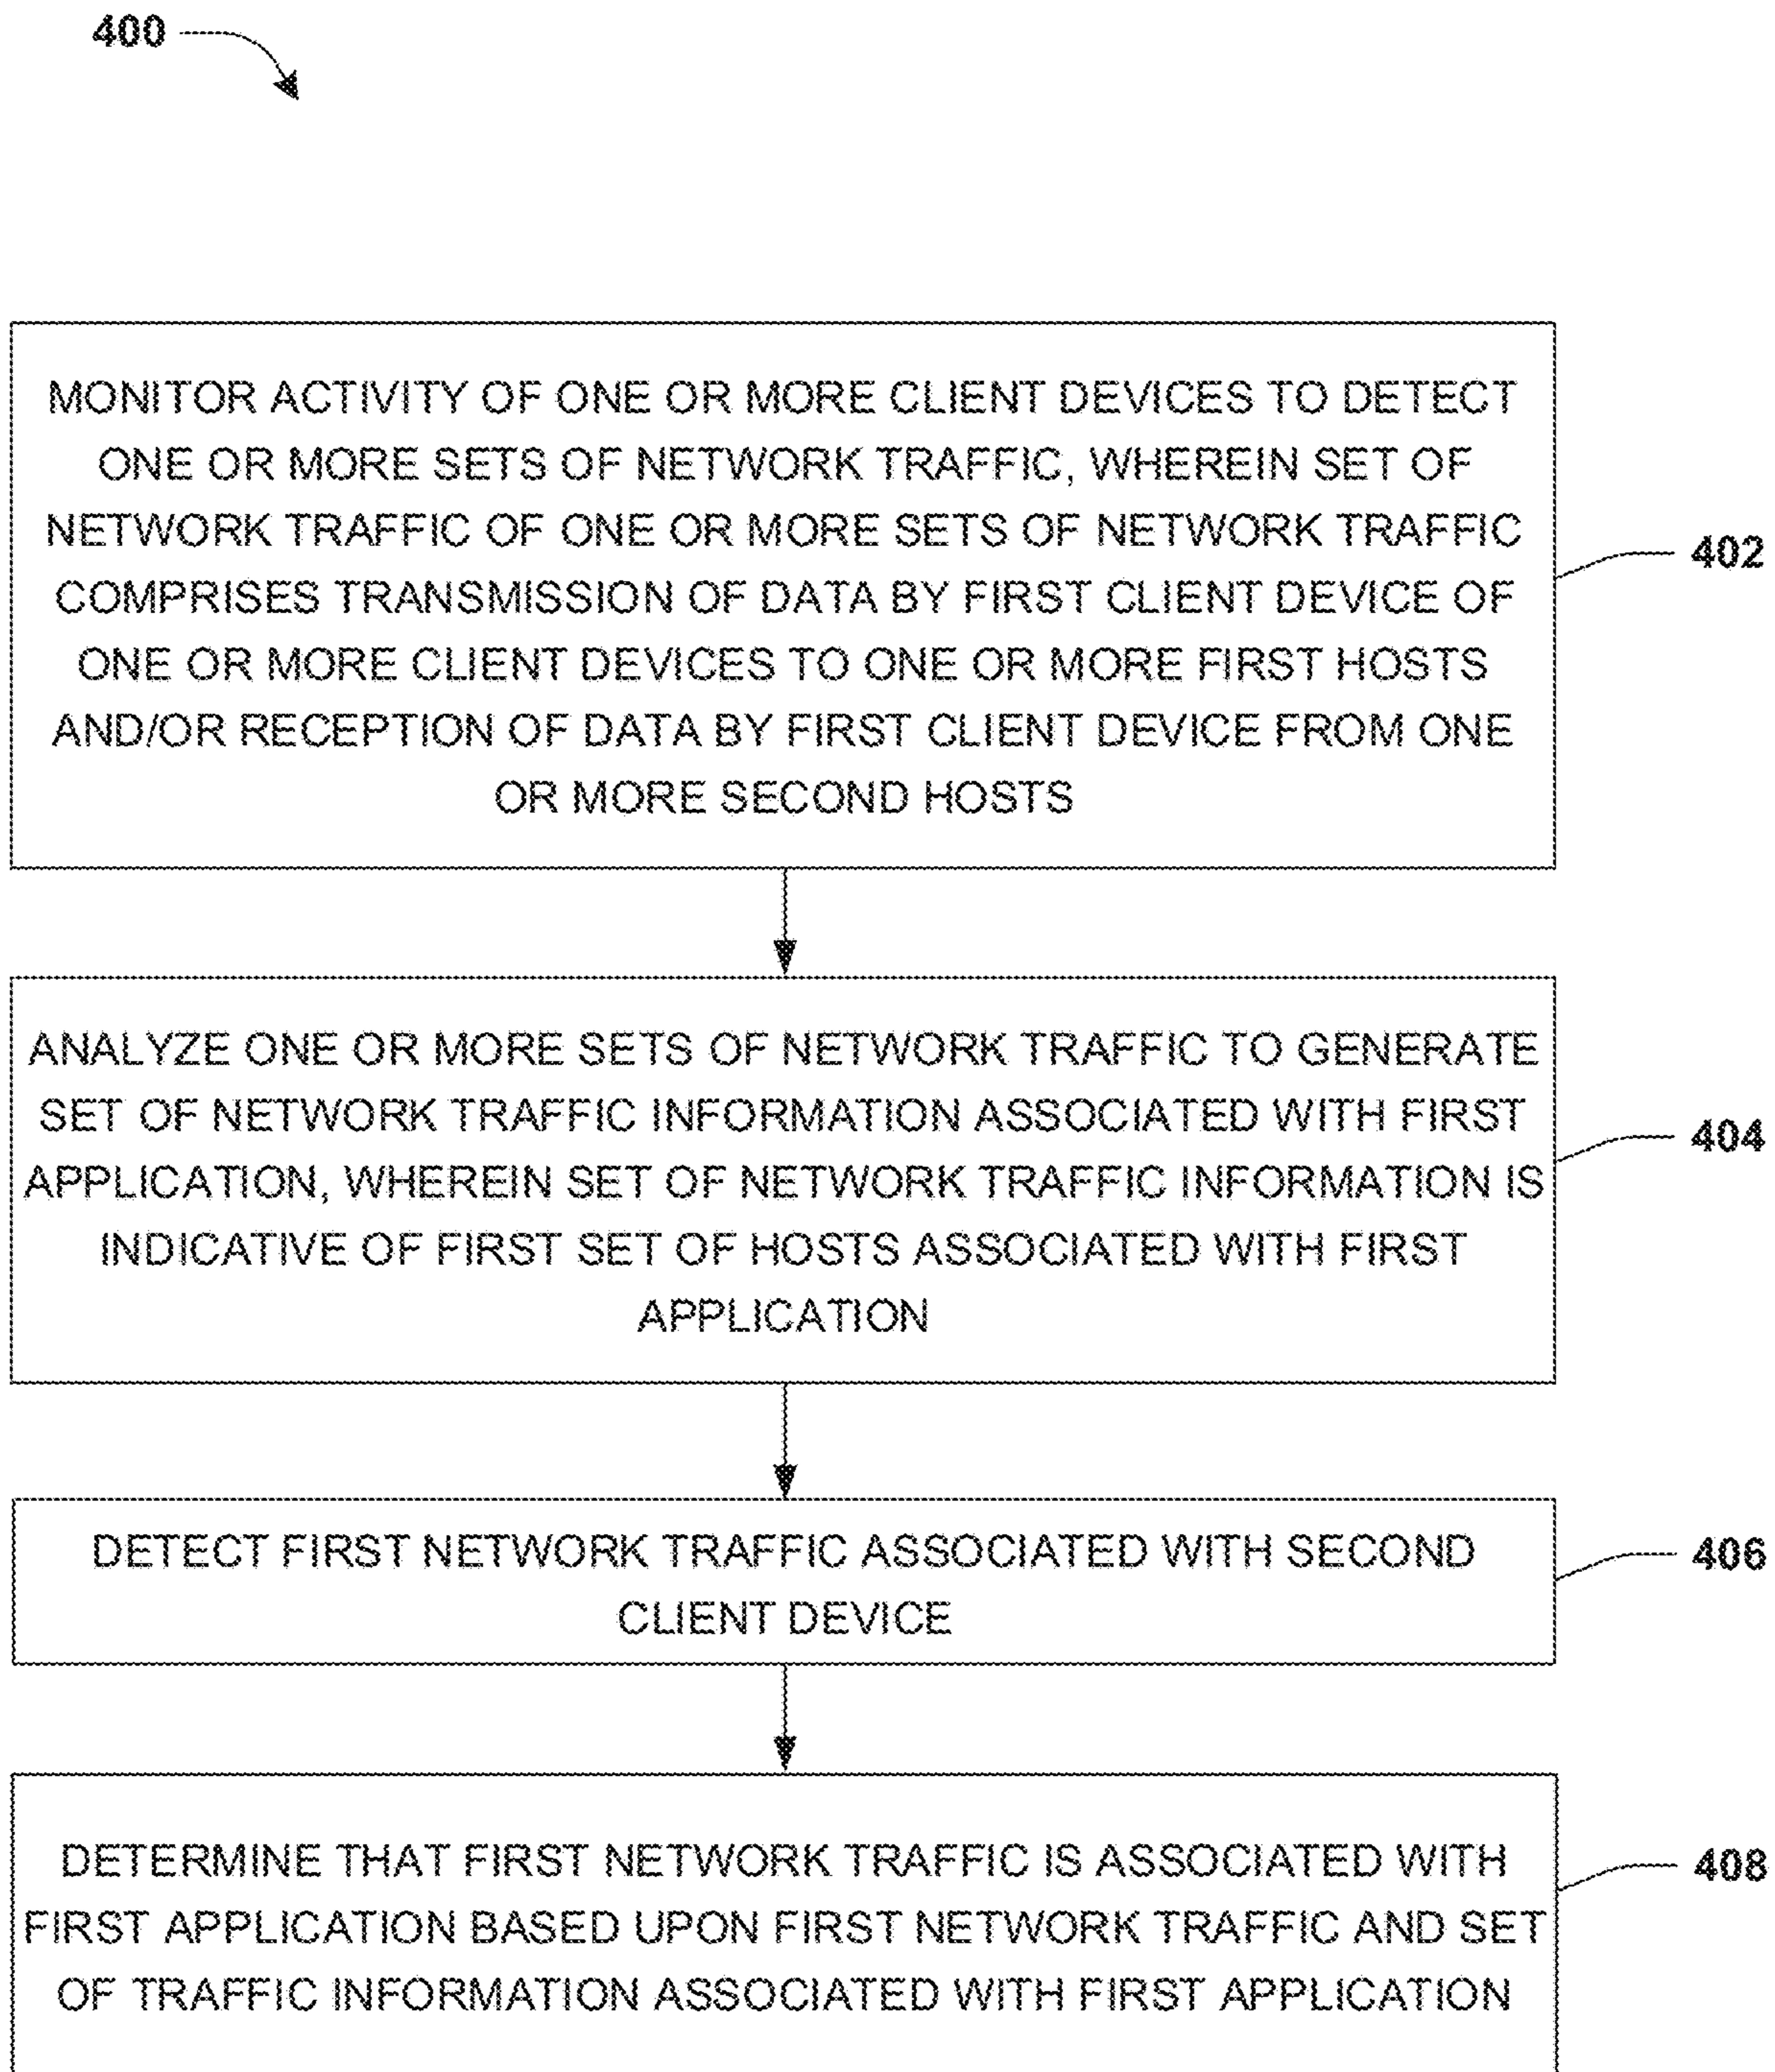 400
MONITOR ACTIVITY OF ONE OR MORE CLIENT DEVICES TO DETECT
ONE OR MORE SETS OF NETWORK TRAFFIC, WHEREIN SET OF
NETWORK TRAFFIC OF ONE OR MORE SETS OF NETWORK TRAFFIC
COMPRISES TRANSMISSION OF DATA BY FIRST CLIENT DEVICE OF
ONE OR MORE CLIENT DEVICES TO ONE OR MORE FIRST HOSTS
AND/OR RECEPTION OF DATA BY FIRST CLIENT DEVICE FROM ONE
OR MORE SECOND HOSTS
402
ANALYZE ONE OR MORE SETS OF NETWORK TRAFFIC TO GENERATE
SET OF NETWORK TRAFFIC INFORMATION ASSOCIATED WITH FIRST
APPLICATION, WHEREIN SET OF NETWORK TRAFFIC INFORMATION IS
INDICATIVE OF FIRST SET OF HOSTS ASSOCIATED WITH FIRST
APPLICATION
404
DETECT FIRST NETWORK TRAFFIC ASSOCIATED WITH SECOND
CLIENT DEVICE
406
DETERMINE THAT FIRST NETWORK TRAFFIC IS ASSOCIATED WITH
FIRST APPLICATION BASED UPON FIRST NETWORK TRAFFIC AND SET
OF TRAFFIC INFORMATION ASSOCIATED WITH FIRST APPLICATION
408